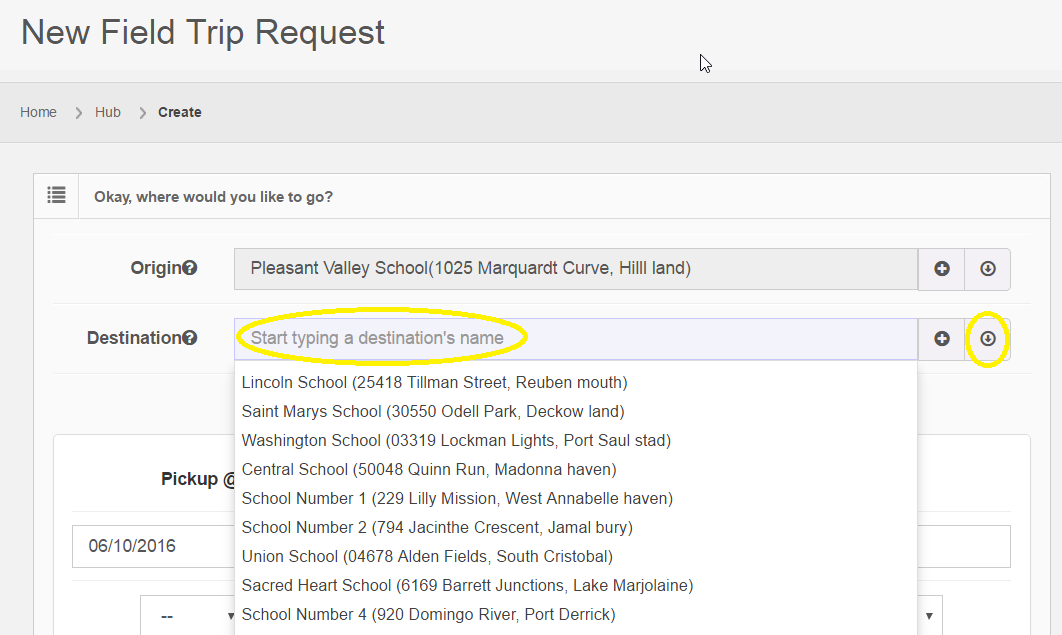 New Field Trip Request
Home > Hub > Create
Okay, where would you like to go?
Origin Pleasant Valley School(1025 Marquardt Curve, Hilll land)
Destination Start typing a destination's name
Lincoln School (25418 Tillman Street, Reuben mouth)
Saint Marys School (30550 Odell Park, Deckow land)
Washington School (03319 Lockman Lights, Port Saul stad)
Central School (50048 Quinn Run, Madonna haven)
Pickup @
School Number 1 (229 Lilly Mission, West Annabelle haven)
School Number 2 (794 Jacinthe Crescent, Jamal bury)
06/10/2016
Union School (04678 Alden Fields, South Cristobal)
Sacred Heart School (6169 Barrett Junctions, Lake Marjolaine)
School Number 4 (920 Domingo River, Port Derrick)
--